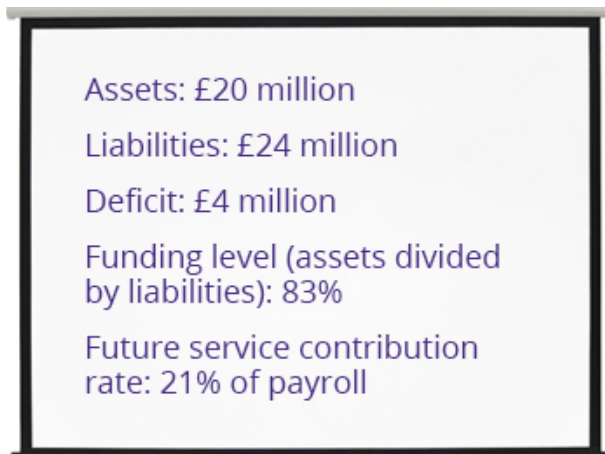 Assets: £20 million
Liabilities: £24 million
Deficit: £4 million
Funding level (assets divided
by liabilities): 83%
Future service contribution
rate: 21% of payroll